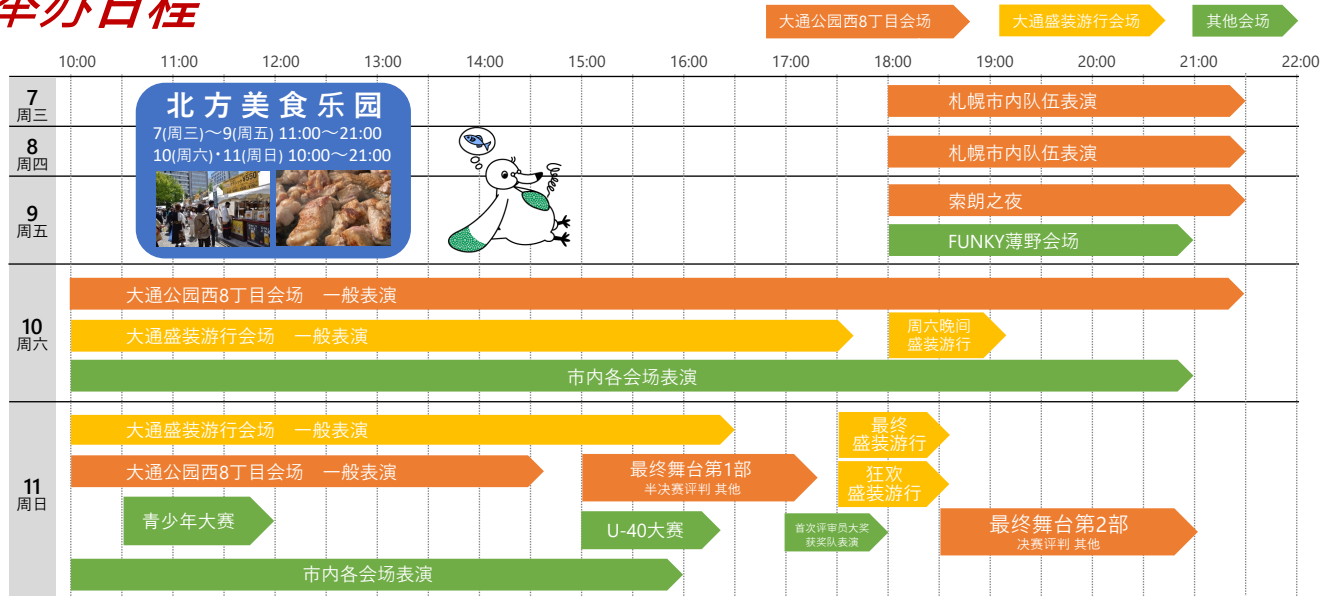 举办日程
大通公园西8丁目会场
大通盛装游行会场
其他会场
10:00 11:00 12:00 13:00 14:00 15:00 16:00 17:00 18:00 19:00 20:00 21:00 22:00
7
周三
北方美食乐园
7(周三)～9(周五) 11:00～21:00
10(周六)･11(周日) 10:00～21:00
札幌市内队伍表演
8
周四
札幌市内队伍表演
9
周五
索朗之夜
FUNKY薄野会场
10
周六
大通公园西8丁目会场 一般表演
大通盛装游行会场 一般表演
周六晚间
盛装游行
市内各会场表演
11
周日
大通盛装游行会场 一般表演
最终
盛装游行
大通公园西8丁目会场 一般表演
最终舞台第1部
半决赛评判 其他
狂欢
盛装游行
青少年大赛
U-40大赛
首次评审员大奖
获奖队表演
最终舞台第2部
决赛评判 其他
市内各会场表演